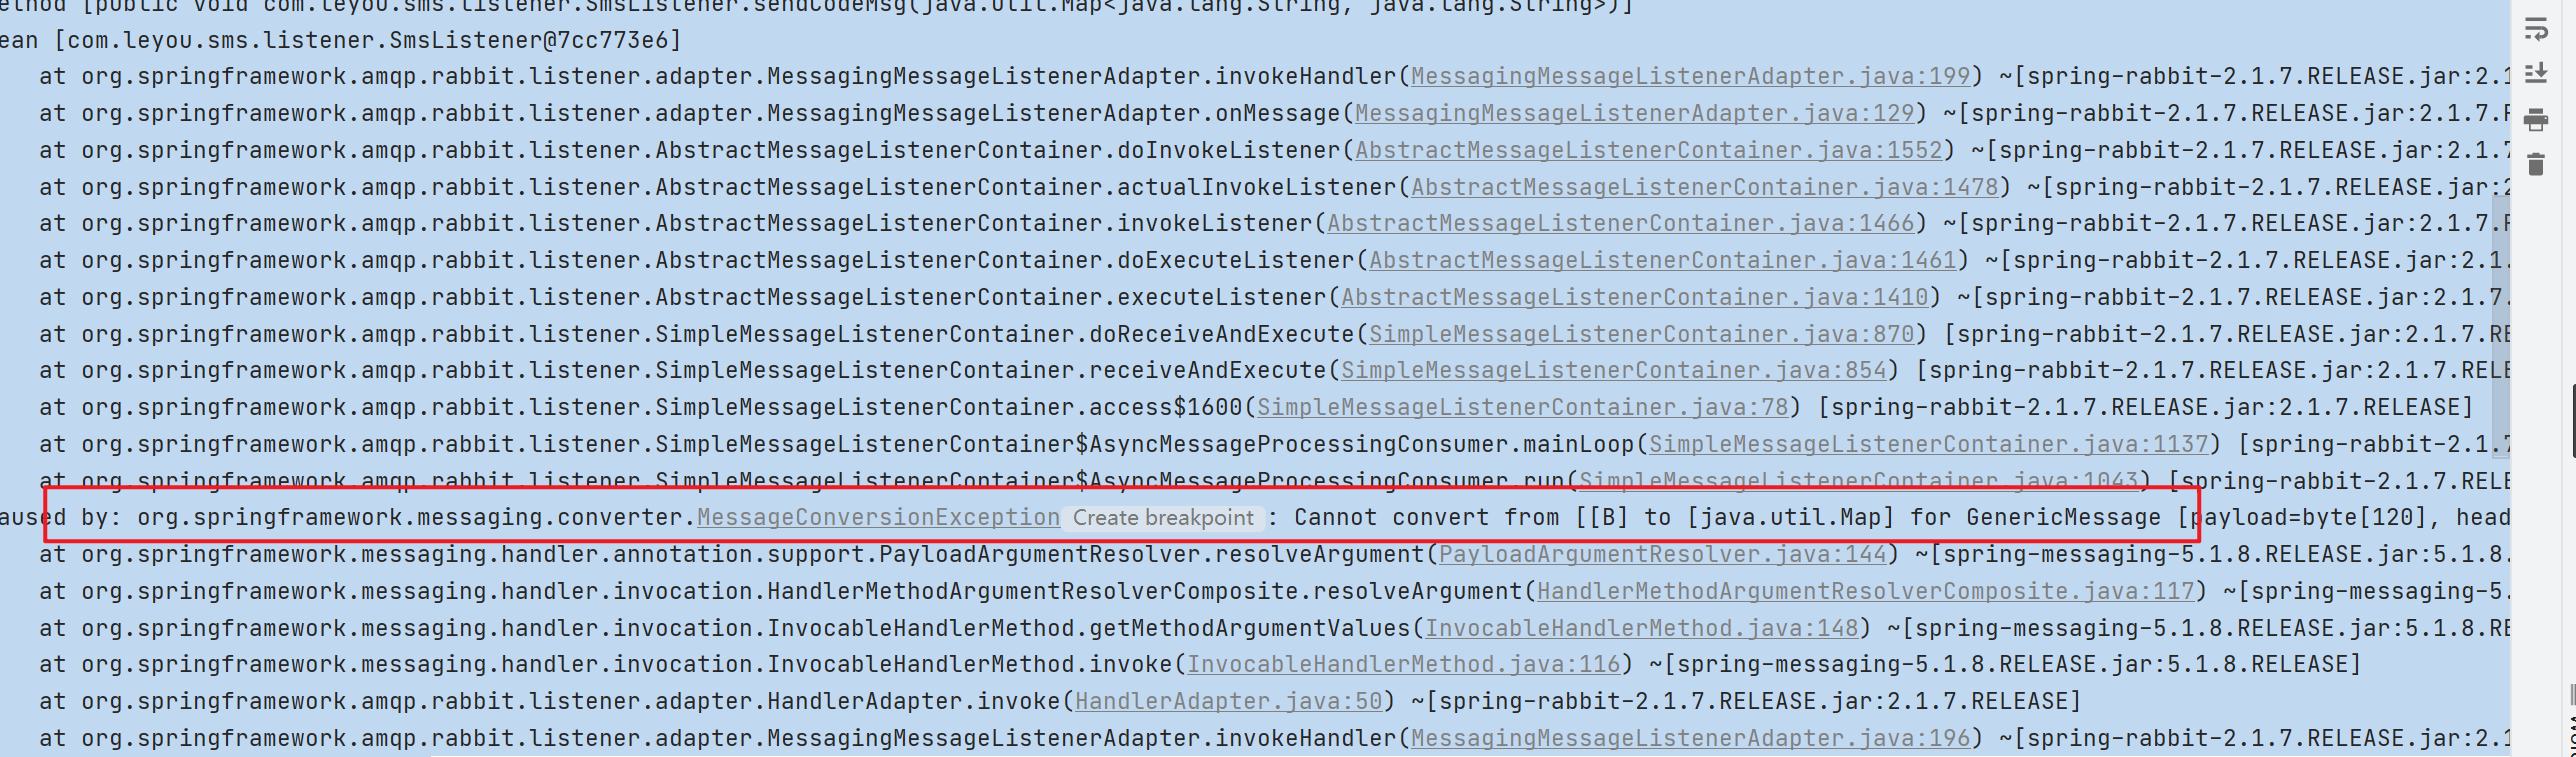 ethod [public void com.leyou.sms.listener.SmsListener.sendCodeMsg(java.util.Map<java.lang.String, java.lang.String>)]
ean [com.leyou.sms.listener.SmsListener@7cc773e6]
at org.springframework.amqp.rabbit.listener.adapter.MessagingMessageListenerAdapter.invokeHandler(MessagingMessageListenerAdapter.java:199) ~[spring-rabbit-2.1.7.RELEASE.jar:2.1
at org.springframework.amqp.rabbit.listener.adapter.MessagingMessageListenerAdapter.onMessage(MessagingMessageListenerAdapter.java:129) ~[spring-rabbit-2.1.7.RELEASE.jar:2.1.7.R
at org.springframework.amqp.rabbit.listener.AbstractMessageListenerContainer.doInvokeListener(AbstractMessageListenerContainer.java:1552) ~[spring-rabbit-2.1.7.RELEASE.jar:2.1.7
at org.springframework.amqp.rabbit.listener.AbstractMessageListenerContainer.actualInvokeListener(AbstractMessageListenerContainer.java:1478) ~[spring-rabbit-2.1.7.RELEASE.jar:2
at org.springframework.amqp.rabbit.listener.AbstractMessageListenerContainer.invokeListener(AbstractMessageListenerContainer.java:1466) ~[spring-rabbit-2.1.7.RELEASE.jar:2.1.7.R
at org.springframework.amqp.rabbit.listener.AbstractMessageListenerContainer.doExecuteListener(AbstractMessageListenerContainer.java:1461) ~[spring-rabbit-2.1.7.RELEASE.jar:2.1.
at org.springframework.amqp.rabbit.listener.AbstractMessageListenerContainer.executeListener(AbstractMessageListenerContainer.java:1410) ~[spring-rabbit-2.1.7.RELEASE.jar:2.1.7.
at org.springframework.amqp.rabbit.listener.SimpleMessageListenerContainer.doReceiveAndExecute(SimpleMessageListenerContainer.java:870) [spring-rabbit-2.1.7.RELEASE.jar:2.1.7.RE
at org.springframework.amqp.rabbit.listener.SimpleMessageListenerContainer.receiveAndExecute(SimpleMessageListenerContainer.java:854) [spring-rabbit-2.1.7.RELEASE.jar:2.1.7.RELE
at org.springframework.amqp.rabbit.listener.SimpleMessageListenerContainer.access$1600(SimpleMessageListenerContainer.java:78) [spring-rabbit-2.1.7.RELEASE.jar:2.1.7.RELEASE]
at org.springframework.amqp.rabbit.listener.SimpleMessageListenerContainer$AsyncMessageProcessingConsumer.mainLoop(SimpleMessageListenerContainer.java:1137) [spring-rabbit-2.1.7
at org.springframework.amqp.rabbit.listener.SimpleMessageListenerContainer$AsyncMessageProcessingConsumer.run(SimpleMessageListenerContainer.java:1043) [spring-rabbit-2.1.7.RELE
aused by: org.springframework.messaging.converter.MessageConversionException Create breakpoint : Cannot convert from [[B] to [java.util.Map] for GenericMessage [payload=byte[120], head
at org.springframework.messaging.handler.annotation.support.PayloadArgumentResolver.resolveArgument(PayloadArgumentResolver.java:144) ~[spring-messaging-5.1.8.RELEASE.jar:5.1.8.
at org.springframework.messaging.handler.invocation.HandlerMethodArgumentResolverComposite.resolveArgument(HandlerMethodArgumentResolverComposite.java:117) ~[spring-messaging-5.
at org.springframework.messaging.handler.invocation.InvocableHandlerMethod.getMethodArgumentValues(InvocableHandlerMethod.java:148) ~[spring-messaging-5.1.8.RELEASE.jar:5.1.8.RE
at org.springframework.messaging.handler.invocation.InvocableHandlerMethod.invoke(InvocableHandlerMethod.java:116) ~[spring-messaging-5.1.8.RELEASE.jar:5.1.8.RELEASE]
at org.springframework.amqp.rabbit.listener.adapter.HandlerAdapter.invoke(HandlerAdapter.java:50) ~[spring-rabbit-2.1.7.RELEASE.jar:2.1.7.RELEASE]
at org.springframework.amqp.rabbit.listener.adapter.MessagingMessageListenerAdapter.invokeHandler(MessagingMessageListenerAdapter.java:196) ~[spring-rabbit-2.1.7.RELEASE.jar:2.1